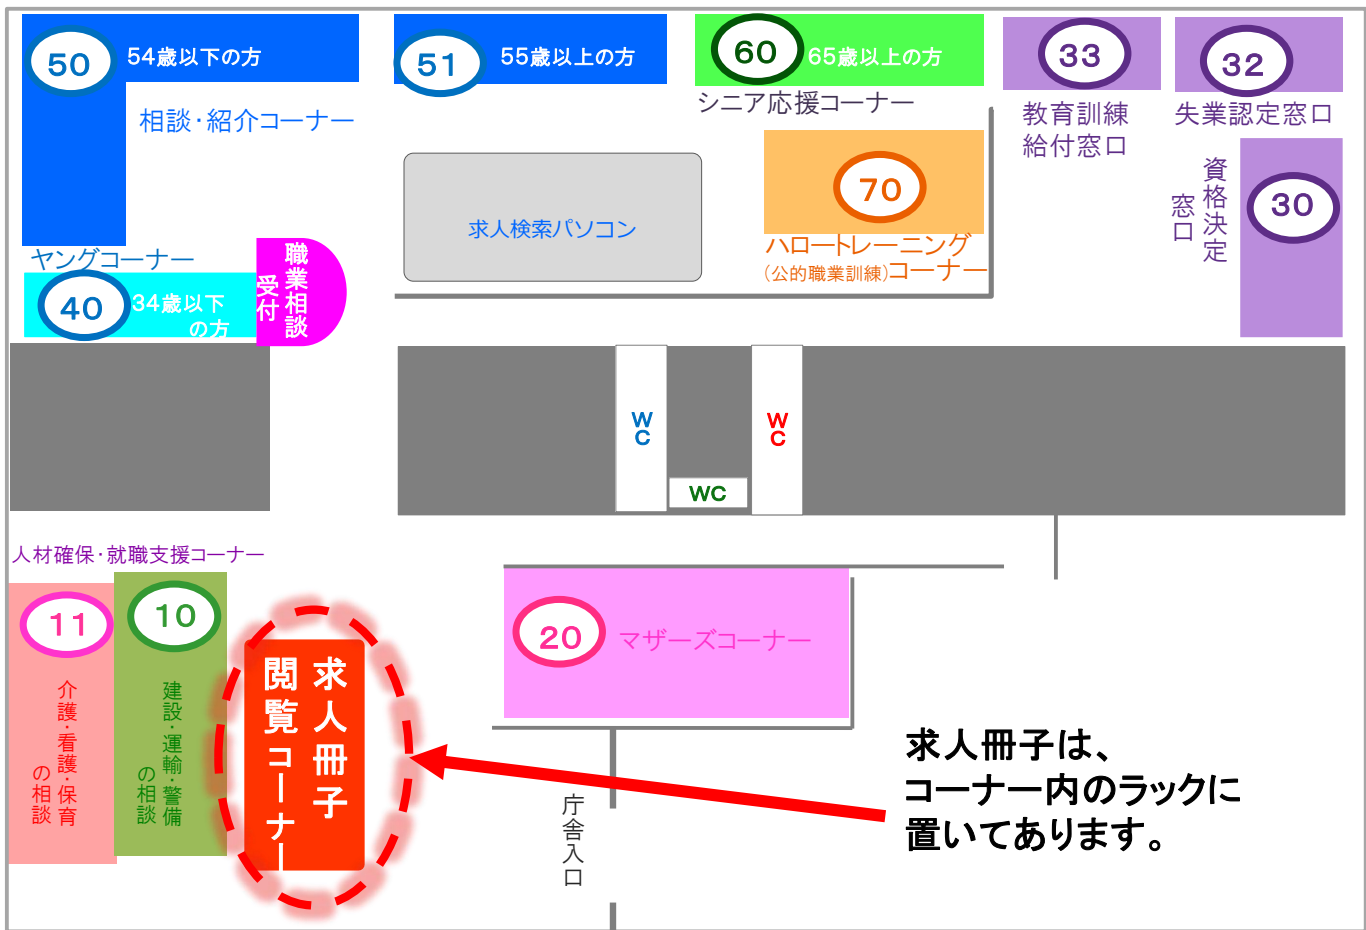 50
54歳以下の方
相談・紹介コーナー
51
55歳以上の方
60
65歳以上の方
シニア応援コーナー
33
教育訓練
給付窓口
32
失業認定窓口
30
資格決定
窓口
70
ハロートレーニング
(公的職業訓練)コーナー
求人検索パソコン
ヤングコーナー
40
34歳以下
の方
職業相談
受付
WC
WC
WC
人材確保・就職支援コーナー
11
介護・看護・保育
の相談
10
建設・運輸・警備
の相談
求人冊子
閲覧コーナー
20
マザーズコーナー
庁舎入口
求人冊子は、
コーナー内のラックに
置いてあります。